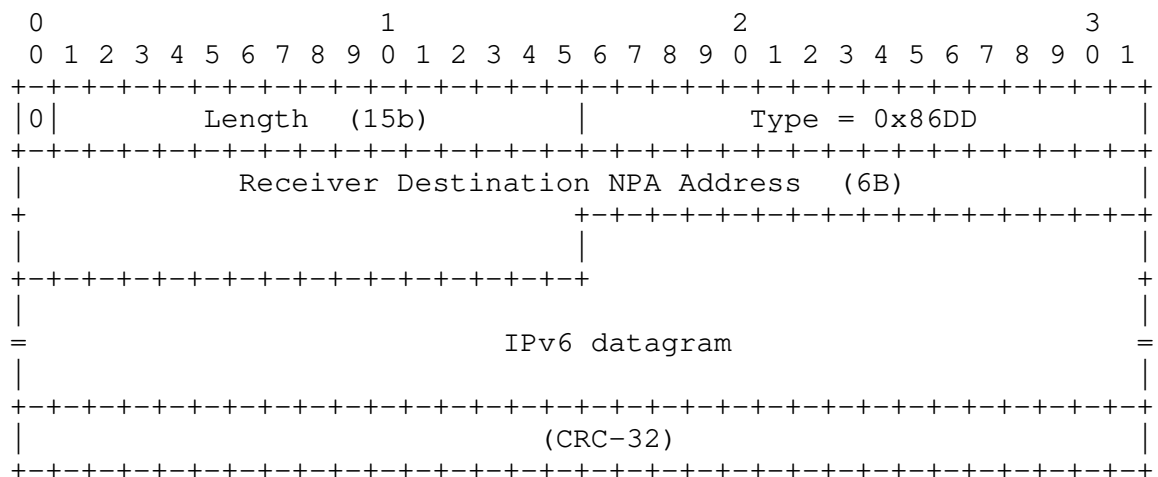 0                   1                   2                   3
 0 1 2 3 4 5 6 7 8 9 0 1 2 3 4 5 6 7 8 9 0 1 2 3 4 5 6 7 8 9 0 1
+-+-+-+-+-+-+-+-+-+-+-+-+-+-+-+-+-+-+-+-+-+-+-+-+-+-+-+-+-+-+-+-+
|0|        Length  (15b)        |         Type = 0x86DD         |
+-+-+-+-+-+-+-+-+-+-+-+-+-+-+-+-+-+-+-+-+-+-+-+-+-+-+-+-+-+-+-+-+
|            Receiver Destination NPA Address  (6B)             |
+                               +-+-+-+-+-+-+-+-+-+-+-+-+-+-+-+-+
|                               |                               |
+-+-+-+-+-+-+-+-+-+-+-+-+-+-+-+-+                               +
|                                                               |
=                           IPv6 datagram                       =
|                                                               |
+-+-+-+-+-+-+-+-+-+-+-+-+-+-+-+-+-+-+-+-+-+-+-+-+-+-+-+-+-+-+-+-+
|                             (CRC-32)                          |
+-+-+-+-+-+-+-+-+-+-+-+-+-+-+-+-+-+-+-+-+-+-+-+-+-+-+-+-+-+-+-+-+